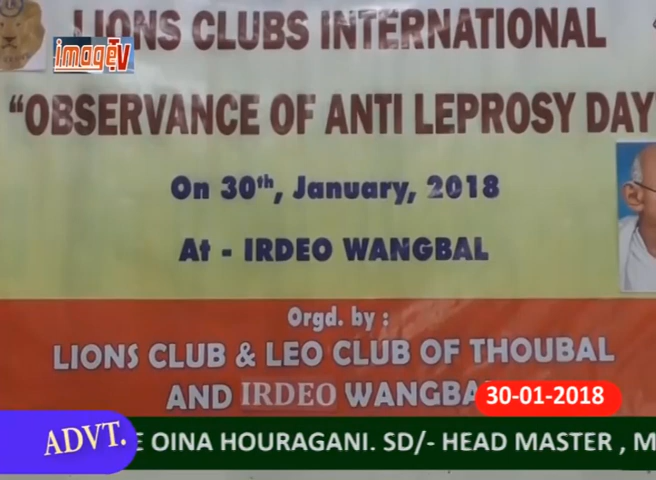 LIONS CLUBS INTERNATIONAL
imageTV
"OBSERVANCE OF ANTI LEPROSY DAY
On 30th, January, 2018
At - IRDEO WANGBAL
Orgd. by :
LIONS CLUB & LEO CLUB OF THOUBAL
AND IRDEO WANGBA
30-01-2018
ADVT.
E OINA HOURAGANI. SD/- HEAD MASTER , M